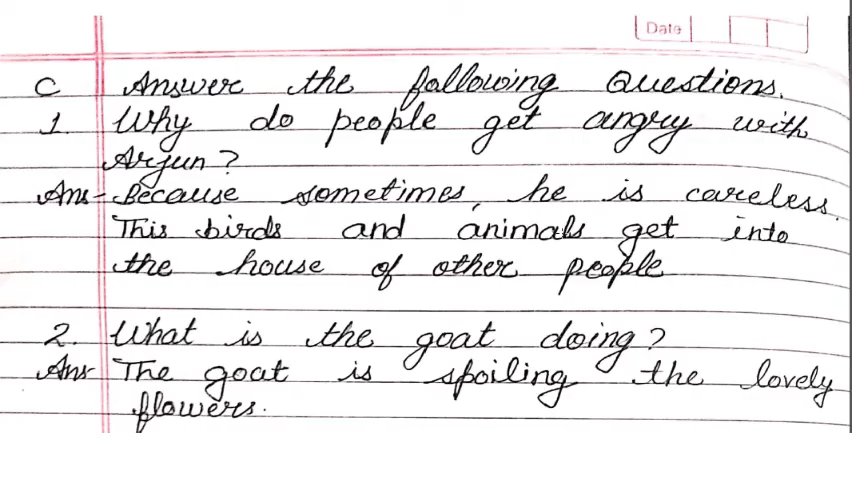 Date
C Answer the following Questions.
1. Why do people get angry with
Arjun?
Ans- Because sometimes, he is careless.
This birds and animals get into
the house of other people
2. What is the goat doing?
Ans- The goat is spoiling the lovely
flowers.